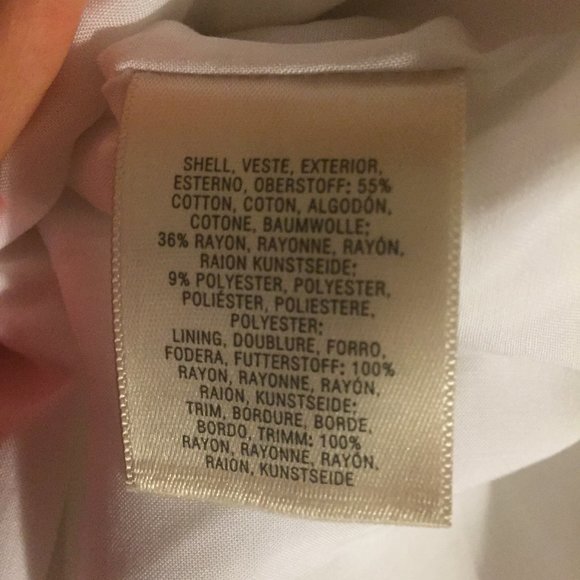 SHELL, VESTE, EXTERIOR,
ESTERNO, OBERSTOFF: 55%
COTTON, COTON, ALGODÓN,
COTONE, BAUMWOLLE:
36% RAYON, RAYONNE, RAYÓN,
RAION KUNSTSEIDE:
9% POLYESTER, POLYESTER,
POLIÉSTER, POLIESTERE,
POLYESTER:
LINING, DOUBLURE, FORRO,
FODERA, FUTTERSTOFF: 100%
RAYON, RAYONNE, RAYÓN,
RAION, KUNSTSEIDE:
TRIM, BORDURE, BORDE,
BORDO, TRIMM: 100%
RAYON, RAYONNE, RAYÓN,
RAION, KUNSTSEIDE